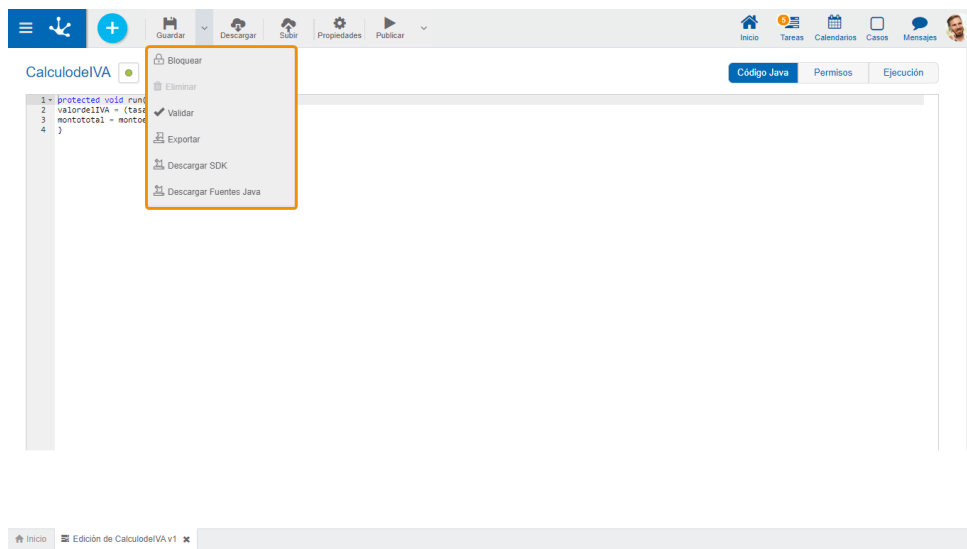 Guardar
Descargar
Subir
Propiedades
Publicar
Inicio
5
Tareas
Calendarios
Casos
Mensajes
CalculodeIVA
Código Java
Permisos
Ejecución
Bloquear
Eliminar
Validar
Exportar
Descargar SDK
Descargar Fuentes Java
1 protected void run(
2 valordelIVA = (tasa
3 montototal = montoe
4 }
Inicio
Edición de CalculodeIVA v1